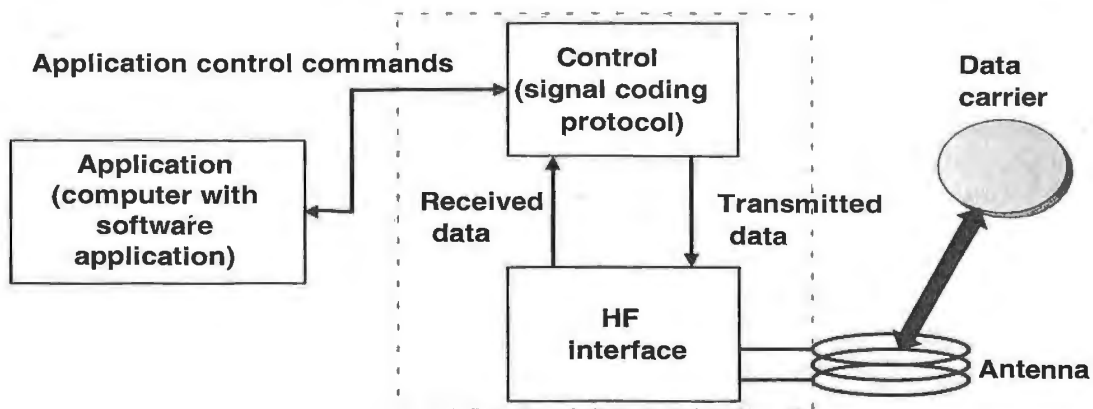 Application control commands
Application
(computer with
software
application)
Control
(signal coding
protocol)
Received
data
Transmitted
data
HF
interface
Data
carrier
Antenna